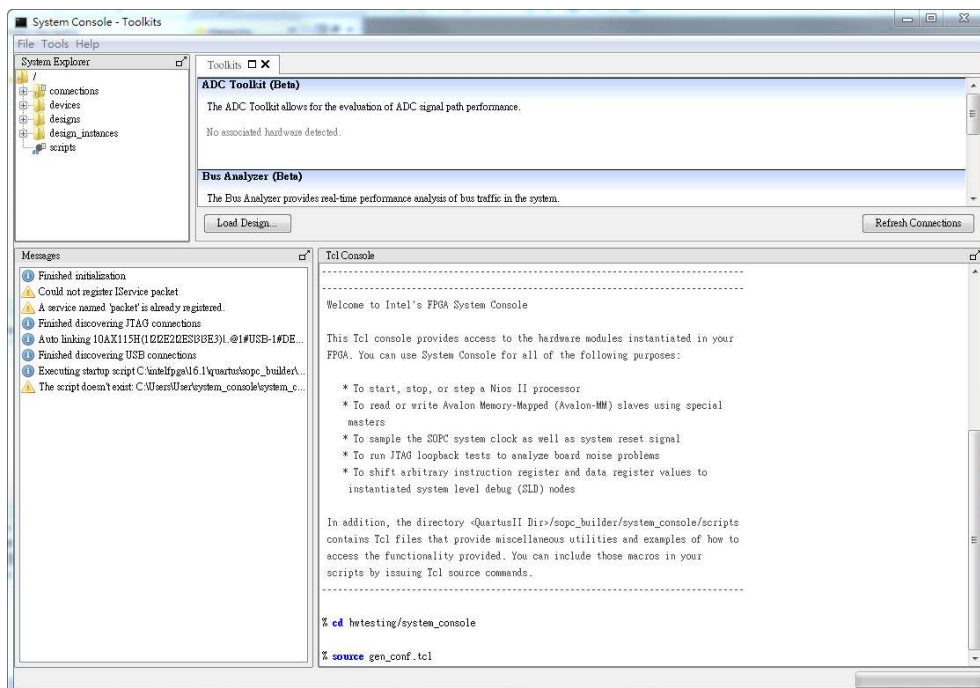 System Console - Toolkits
File Tools Help
System Explorer
/
connections
devices
designs
design_instances
scripts
Toolkits
ADC Toolkit (Beta)
The ADC Toolkit allows for the evaluation of ADC signal path performance.
No associated hardware detected.
Bus Analyzer (Beta)
The Bus Analyzer provides real-time performance analysis of bus traffic in the system.
Load Design...
Refresh Connections
Messages
Finished initialization
Could not register IService packet
A service named 'packet' is already registered.
Finished discovering JTAG connections
Auto linking
Finished discovering USB connections
Executing startup script C:\intelfpga\16.1\quartus\sopc_builder\...
The script doesn't exist: C:\Users\User\system_console\system_c...
Tcl Console
--------------------------------------------------------------------------------
--------------------------------------------------------------------------------
Welcome to Intel's FPGA System Console
This Tcl console provides access to the hardware modules instantiated in your
FPGA. You can use System Console for all of the following purposes:
* To start, stop, or step a Nios II processor
* To read or write Avalon Memory-Mapped (Avalon-MM) slaves using special
masters
* To sample the SOPC system clock as well as system reset signal
* To run JTAG loopback tests to analyze board noise problems
* To shift arbitrary instruction register and data register values to
instantiated system level debug (SLD) nodes
In addition, the directory <QuartusII Dir>/sopc_builder/system_console/scripts
contains Tcl files that provide miscellaneous utilities and examples of how to
access the functionality provided. You can include those macros in your
scripts by issuing Tcl source commands.
--------------------------------------------------------------------------------
% cd hwtesting/system_console
% source gen_conf.tcl